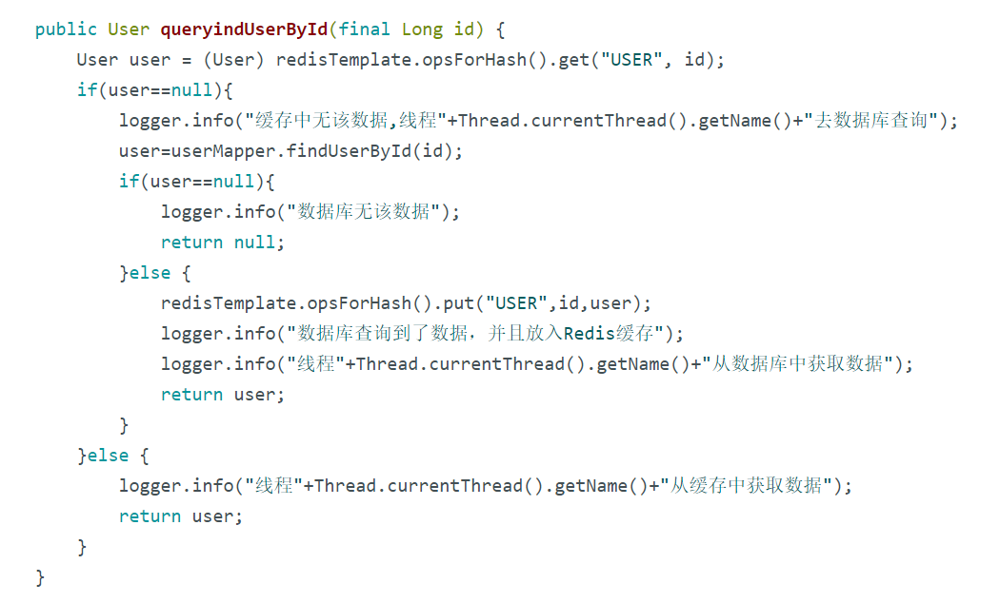 public User queryindUserById(final Long id) {
    User user = (User) redisTemplate.opsForHash().get("USER", id);
    if(user==null){
        logger.info("缓存中无该数据,线程"+Thread.currentThread().getName()+"去数据库查询");
        user=userMapper.findUserById(id);
        if(user==null){
            logger.info("数据库无该数据");
            return null;
        }else {
            redisTemplate.opsForHash().put("USER",id,user);
            logger.info("数据库查询到了数据，并且放入Redis缓存");
            logger.info("线程"+Thread.currentThread().getName()+"从数据库中获取数据");
            return user;
        }
    }else {
        logger.info("线程"+Thread.currentThread().getName()+"从缓存中获取数据");
        return user;
    }
}